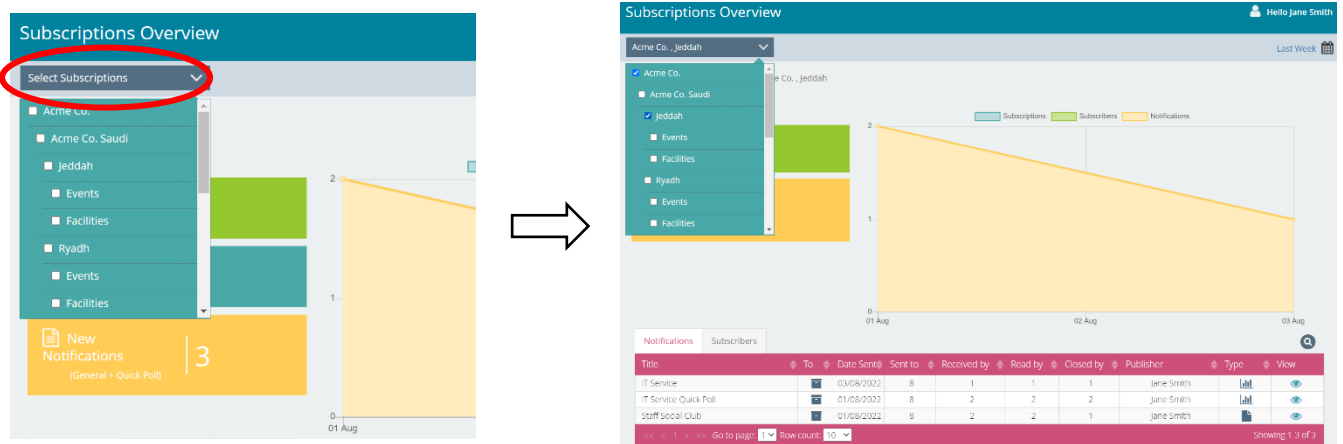 Subscriptions Overview
Select Subscriptions
Acme Co.
Acme Co. Saudi
Jeddah
Events
Facilities
Ryadh
Events
Facilities
New
Notifications
(General + Quick Poll)
3
2
1
0
01 Aug
Subscriptions Overview
Hello Jane Smith
Acme Co. , Jeddah
Last Week
Acme Co.
e Co. , Jeddah
Acme Co. Saudi
Jeddah
Events
Facilities
Ryadh
Events
Facilities
Subscriptions Subscribers Notifications
2
1
0
01 Aug 02 Aug 03 Aug
Notifications Subscribers
Title To Date Sent Sent to Received by Read by Closed by Publisher Type View
IT Service 03/08/2022 8 1 1 1 Jane Smith
IT Service Quick Poll 01/08/2022 8 2 2 2 Jane Smith
Staff Social Club 01/08/2022 8 2 2 1 Jane Smith
<< < 1 > >> Go to page: 1 Row count: 10 Showing 1 3 of 3